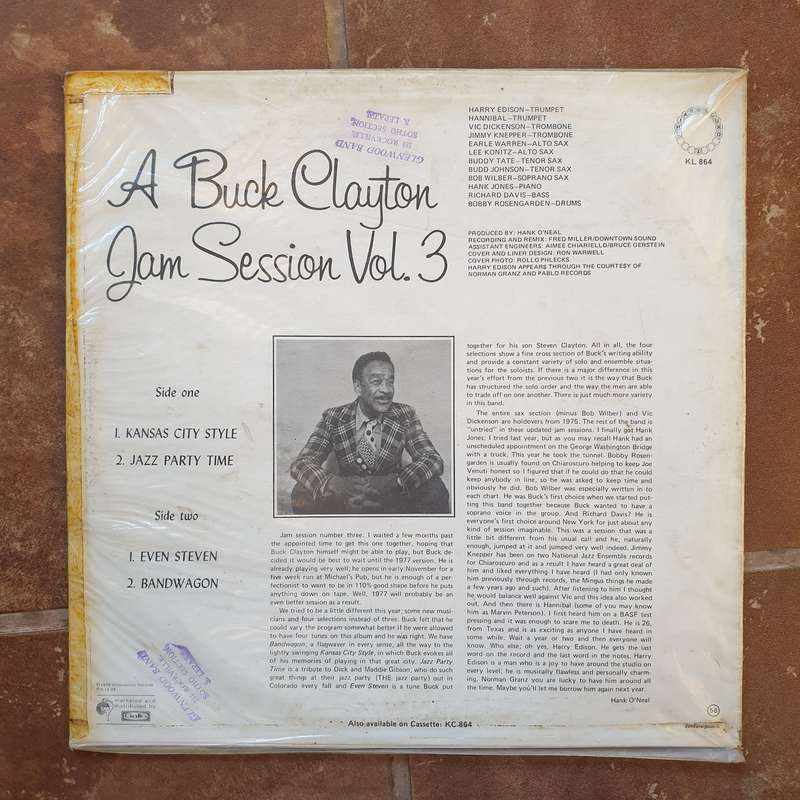 GLENWOOD BAND
111 ROCKVILLE
SOTHO SECTION
HARRY EDISON–TRUMPET
HANNIBAL–TRUMPET
VIC DICKENSON–TROMBONE
JIMMY KNEPPER–TROMBONE
EARLE WARREN–ALTO SAX
LEE KONITZ–ALTO SAX
BUDDY TATE–TENOR SAX
BUDD JOHNSON–TENOR SAX
BOB WILBER–SOPRANO SAX
HANK JONES–PIANO
RICHARD DAVIS–BASS
BOBBY ROSENGARDEN–DRUMS
KL 864
A Buck Clayton
Jam Session Vol. 3
PRODUCED BY: HANK O'NEAL
RECORDING AND REMIX: FRED MILLER/DOWNTOWN SOUND
ASSISTANT ENGINEERS: AIMEE CHIARIELLO/BRUCE GERSTEIN
COVER AND LINER DESIGN: RON WARWELL
COVER PHOTO: ROLLO PHLECKS
HARRY EDISON APPEARS THROUGH THE COURTESY OF
NORMAN GRANZ AND PABLO RECORDS
Side one
1. KANSAS CITY STYLE
2. JAZZ PARTY TIME
Side two
1. EVEN STEVEN
2. BANDWAGON
Jam session number three. I waited a few months past
the appointed time to get this one together, hoping that
Buck Clayton himself might be able to play, but Buck de-
cided it would be best to wait until the 1977 version. He is
already playing very well; he opens in early November for a
five week run at Michael's Pub, but he is enough of a per-
fectionist to want to be in 110% good shape before he puts
anything down on tape. Well, 1977 will probably be an
even better session as a result.
We tried to be a little different this year; some new musi-
cians and four selections instead of three. Buck felt that he
could vary the program somewhat better if he were allowed
to have four tunes on this album and he was right. We have
Bandwagon, a flagwaver in every sense, all the way to the
lightly swinging Kansas City Style, in which Buck evokes all
of his memories of playing in that great city. Jazz Party
Time is a tribute to Dick and Maddie Gibson, who do such
great things at their jazz party (THE jazz party) out in
Colorado every fall and Even Steven is a tune Buck put
together for his son Steven Clayton. All in all, the four
selections show a fine cross section of Buck's writing ability
and provide a constant variety of solo and ensemble situa-
tions for the soloists. If there is a major difference in this
year's effort from the previous two it is the way that Buck
has structured the solo order and the way the men are able
to trade off on one another. There is just much more variety
in this band.
The entire sax section (minus Bob Wilber) and Vic
Dickenson are holdovers from 1975. The rest of the band is
"untried" in these updated jam sessions. I finally got Hank
Jones; I tried last year, but as you may recall Hank had an
unscheduled appointment on the George Washington Bridge
with a truck. This year he took the tunnel. Bobby Rosen-
garden is usually found on Chiaroscuro helping to keep Joe
Venuti honest so I figured that if he could do that he could
keep anybody in line, so he was asked to keep time and
obviously he did. Bob Wilber was especially written in to
each chart. He was Buck's first choice when we started put-
ting this band together because Buck wanted to have a
soprano voice in the group. And Richard Davis? He is
everyone's first choice around New York for just about any
kind of session imaginable. This was a session that was a
little bit different from his usual call and he, naturally
enough, jumped at it and jumped very well indeed. Jimmy
Knepper has been on two National Jazz Ensemble records
for Chiaroscuro and as a result I have heard a great deal of
him and liked everything I have heard (I had only known
him previously through records, the Mingus things he made
a few years ago and such). After listening to him I thought
he would balance well against Vic and this idea also worked
out. And then there is Hannibal (some of you may know
him as Marvin Peterson). I first heard him on a BASF test
pressing and it was enough to scare me to death. He is 26,
from Texas and is as exciting as anyone I have heard in
some while. Wait a year or two and then everyone will
know. Who else; oh yes, Harry. Edison. He gets the last
word on the record and the last word in the notes. Harry
Edison is a man who is a joy to have around the studio on
every level; he is musically flawless and personally charm-
ing. Norman Granz you are lucky to have him around all
the time. Maybe you'll let me borrow him again next year.
Hank O'Neal
GLENWOOD BAND
111 ROCKVILLE
SOTHO SECTION
marketed and
distributed by
Gallo
Also available on Cassette: KC 864
58